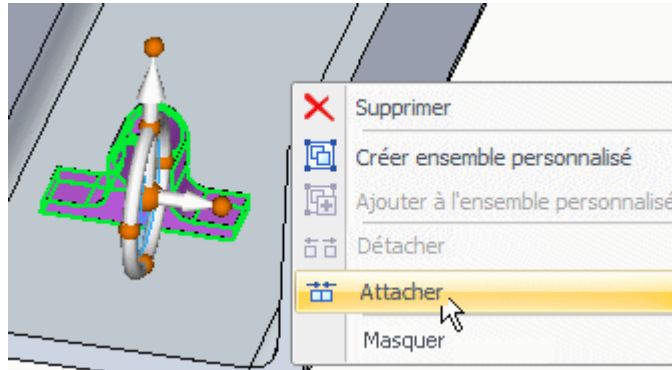 Supprimer
Créer ensemble personnalisé
Ajouter à l'ensemble personnalisé
Détacher
Attacher
Masquer